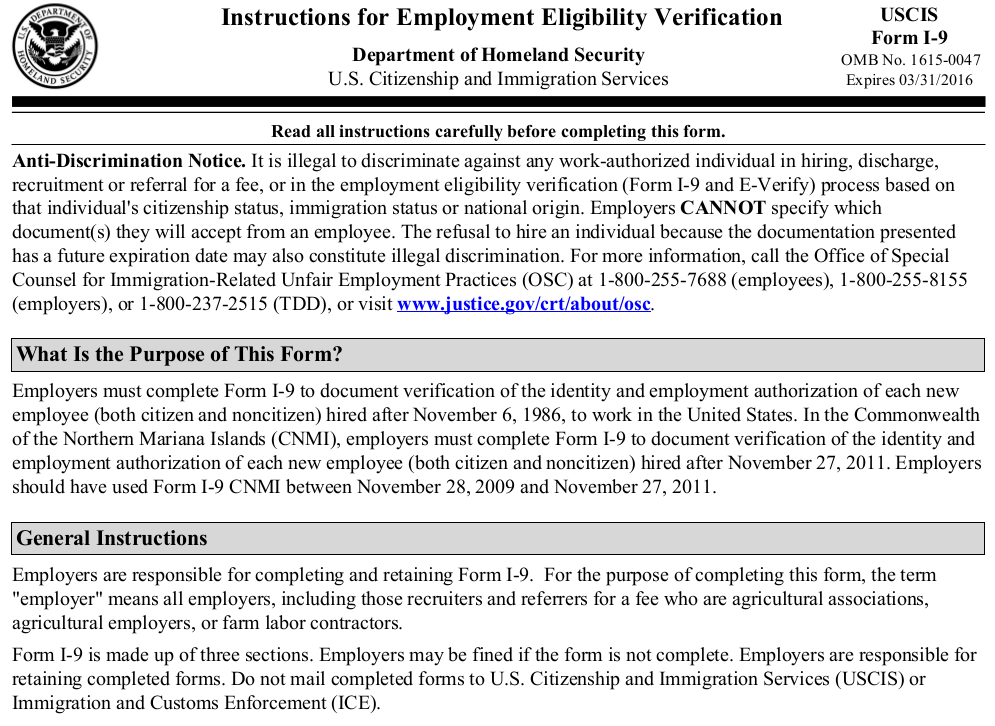 U.S. DEPARTMENT OF HOMELAND SECURITY
Instructions for Employment Eligibility Verification
Department of Homeland Security
U.S. Citizenship and Immigration Services
USCIS
Form I-9
OMB No. 1615-0047
Expires 03/31/2016
Read all instructions carefully before completing this form.
Anti-Discrimination Notice. It is illegal to discriminate against any work-authorized individual in hiring, discharge,
recruitment or referral for a fee, or in the employment eligibility verification (Form I-9 and E-Verify) process based on
that individual's citizenship status, immigration status or national origin. Employers CANNOT specify which
document(s) they will accept from an employee. The refusal to hire an individual because the documentation presented
has a future expiration date may also constitute illegal discrimination. For more information, call the Office of Special
Counsel for Immigration-Related Unfair Employment Practices (OSC) at 1-800-255-7688 (employees), 1-800-255-8155
(employers), or 1-800-237-2515 (TDD), or visit www.justice.gov/crt/about/osc.
What Is the Purpose of This Form?
Employers must complete Form I-9 to document verification of the identity and employment authorization of each new
employee (both citizen and noncitizen) hired after November 6, 1986, to work in the United States. In the Commonwealth
of the Northern Mariana Islands (CNMI), employers must complete Form I-9 to document verification of the identity and
employment authorization of each new employee (both citizen and noncitizen) hired after November 27, 2011. Employers
should have used Form I-9 CNMI between November 28, 2009 and November 27, 2011.
General Instructions
Employers are responsible for completing and retaining Form I-9.  For the purpose of completing this form, the term
"employer" means all employers, including those recruiters and referrers for a fee who are agricultural associations,
agricultural employers, or farm labor contractors.
Form I-9 is made up of three sections. Employers may be fined if the form is not complete. Employers are responsible for
retaining completed forms. Do not mail completed forms to U.S. Citizenship and Immigration Services (USCIS) or
Immigration and Customs Enforcement (ICE).